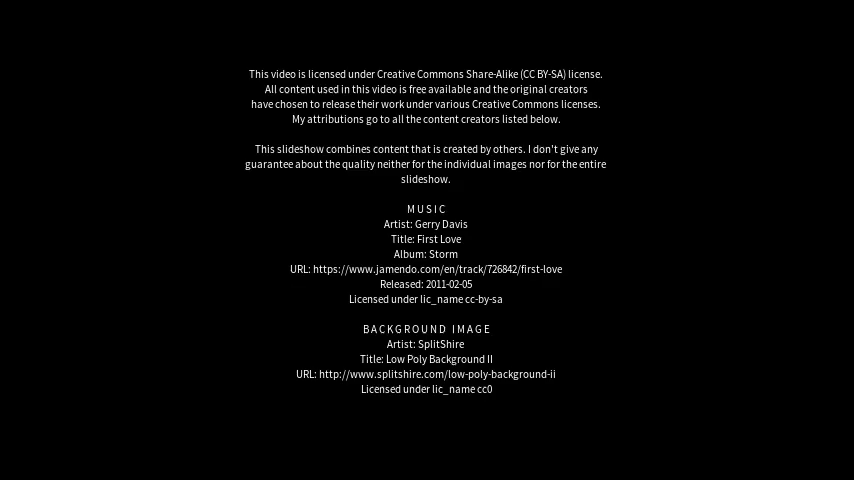 This video is licensed under Creative Commons Share-Alike (CC BY-SA) license.
All content used in this video is free available and the original creators
have chosen to release their work under various Creative Commons licenses.
My attributions go to all the content creators listed below.
This slideshow combines content that is created by others. I don't give any
guarantee about the quality neither for the individual images nor for the entire
slideshow.
MUSIC
Artist: Gerry Davis
Title: First Love
Album: Storm
URL: https://www.jamendo.com/en/track/726842/first-love
Released: 2011-02-05
Licensed under lic_name cc-by-sa
BACKGROUND IMAGE
Artist: SplitShire
Title: Low Poly Background II
URL: http://www.splitshire.com/low-poly-background-ii
Licensed under lic_name cc0